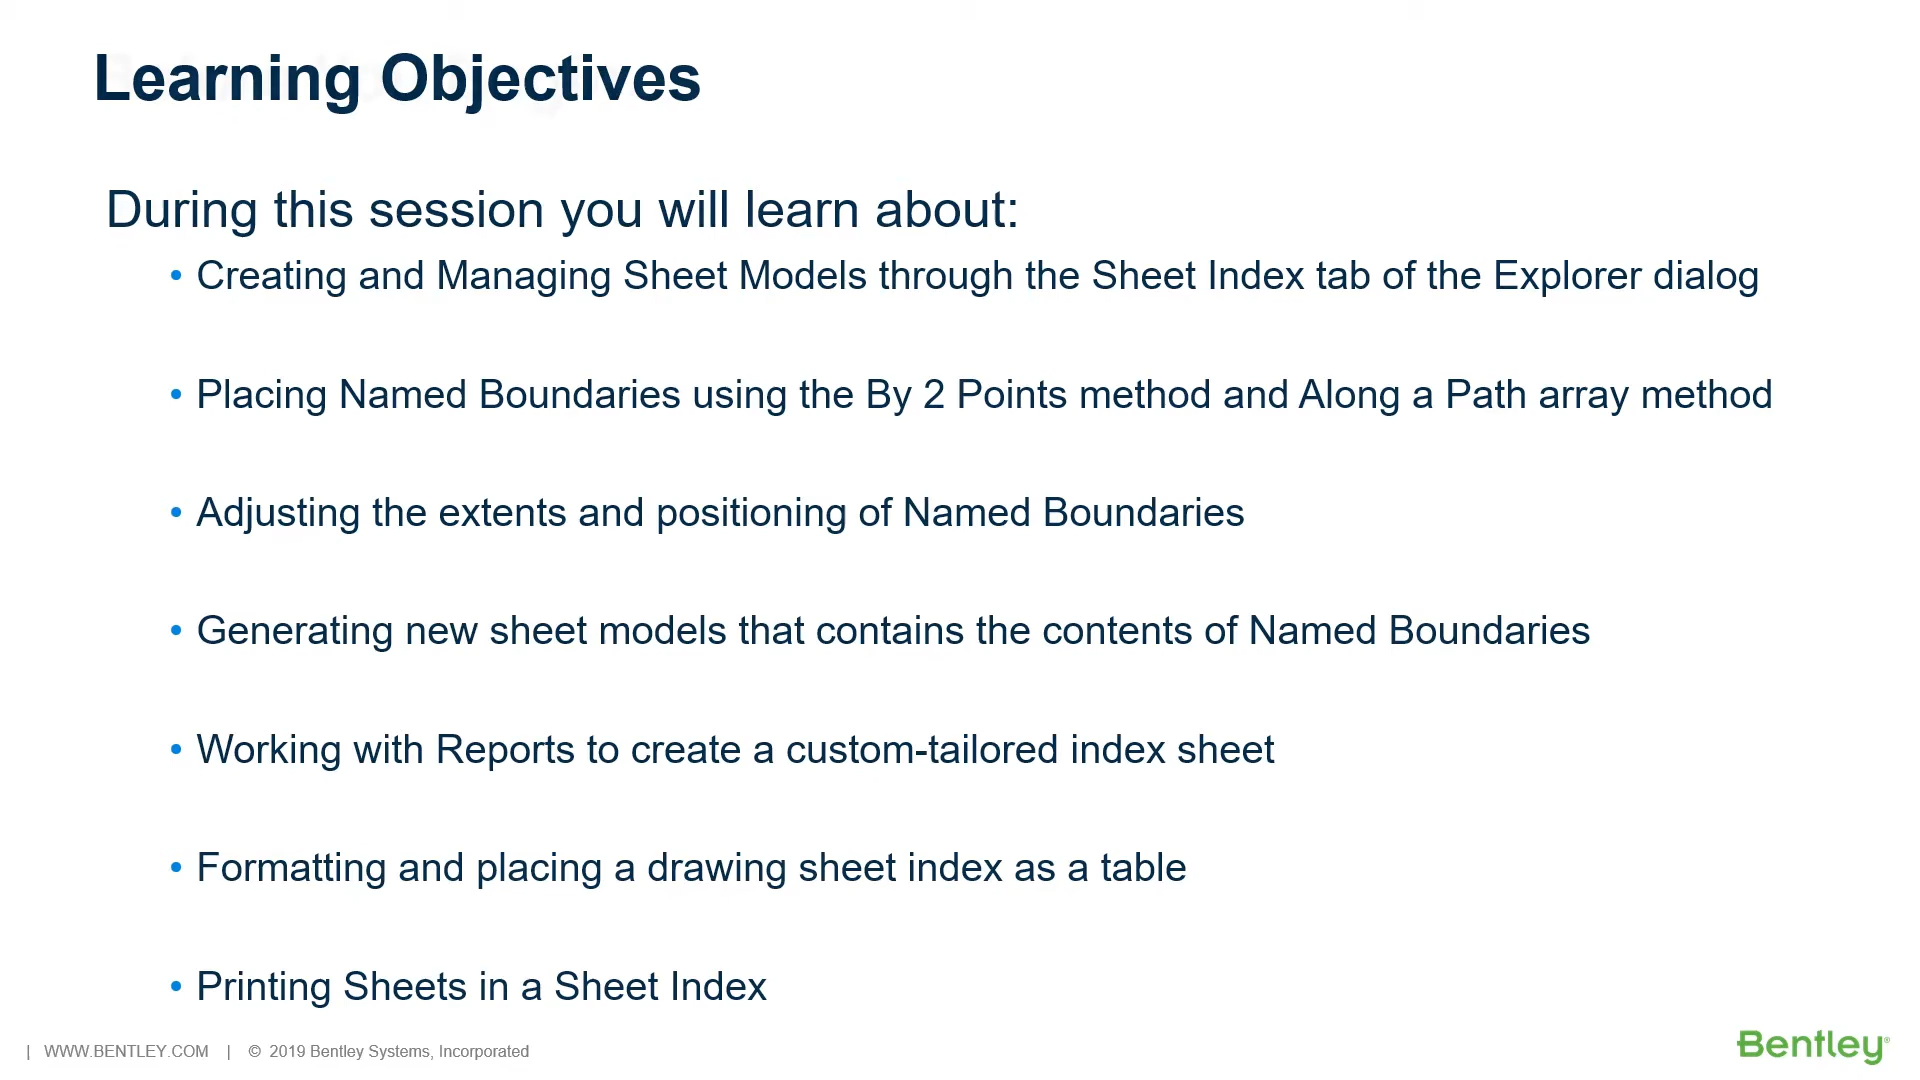 Learning Objectives
During this session you will learn about:
• Creating and Managing Sheet Models through the Sheet Index tab of the Explorer dialog
• Placing Named Boundaries using the By 2 Points method and Along a Path array method
• Adjusting the extents and positioning of Named Boundaries
• Generating new sheet models that contains the contents of Named Boundaries
• Working with Reports to create a custom-tailored index sheet
• Formatting and placing a drawing sheet index as a table
• Printing Sheets in a Sheet Index
| WWW.BENTLEY.COM | © 2019 Bentley Systems, Incorporated
Bentley®